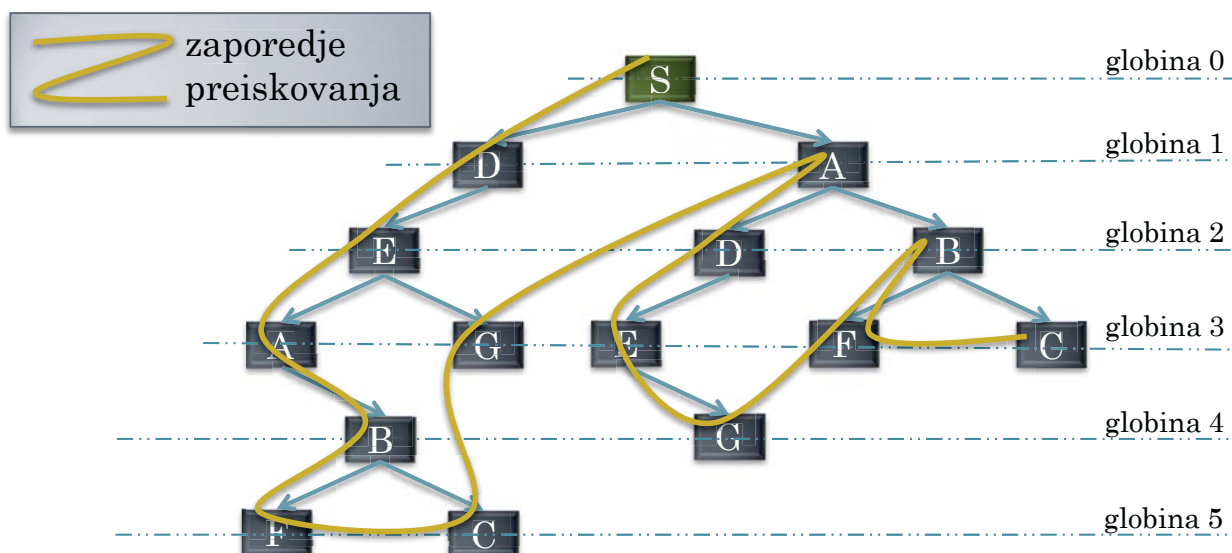 zaporedje
preiskovanja
globina 0
S
globina 1
D A
globina 2
E D B
globina 3
A G E F C
globina 4
B G
globina 5
F C